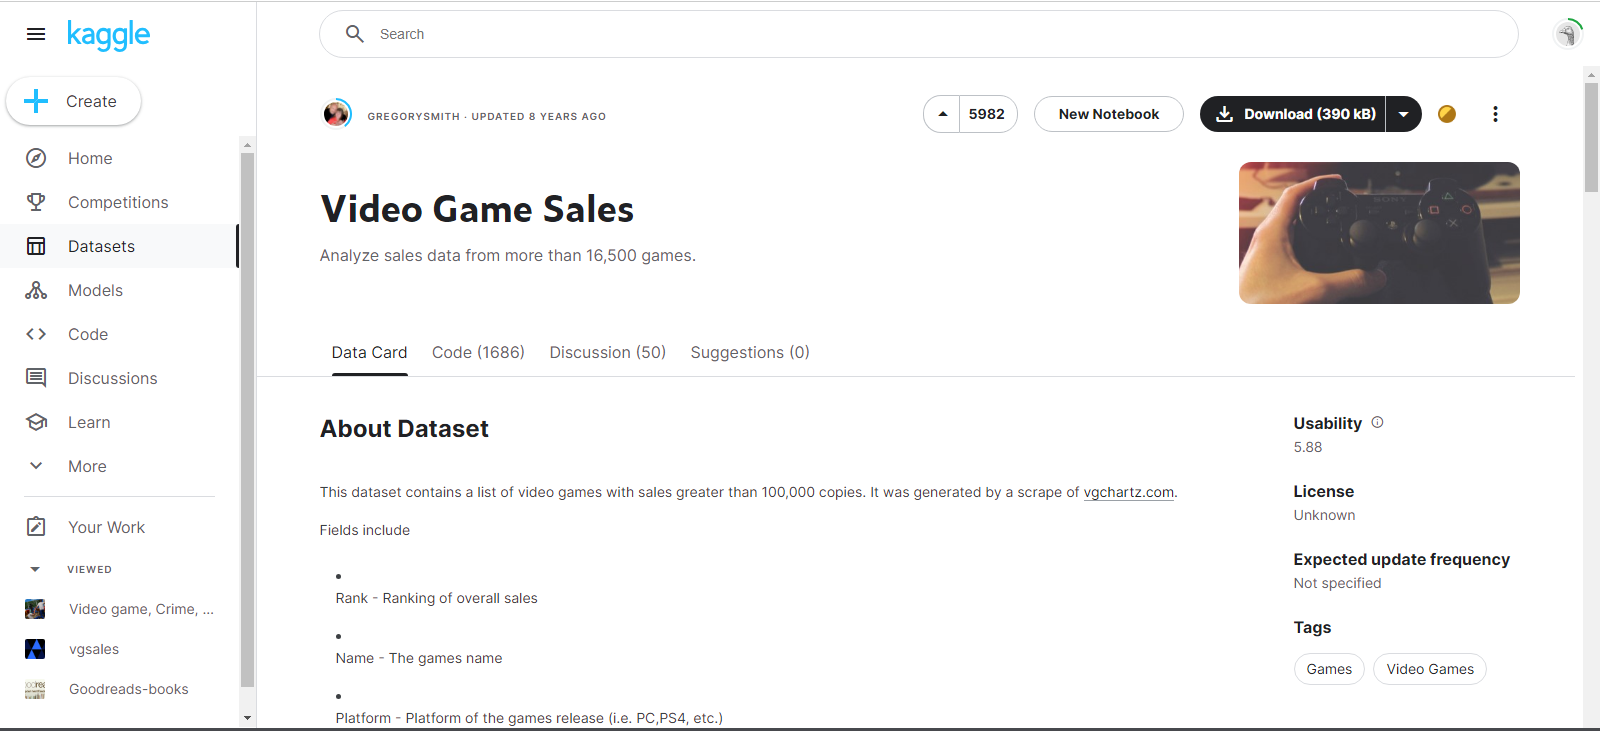 kaggle
Search
Create
Home
Competitions
Datasets
Models
Code
Discussions
Learn
More
Your Work
VIEWED
Video game, Crime, ...
vgsales
Goodreads-books
GREGORYSMITH · UPDATED 8 YEARS AGO
5982
New Notebook
Download (390 kB)
Video Game Sales
Analyze sales data from more than 16,500 games.
SONY
Data Card Code (1686) Discussion (50) Suggestions (0)
About Dataset
This dataset contains a list of video games with sales greater than 100,000 copies. It was generated by a scrape of vgchartz.com.
Fields include
•
Rank - Ranking of overall sales
•
Name - The games name
•
Platform - Platform of the games release (i.e. PC,PS4, etc.)
Usability
5.88
License
Unknown
Expected update frequency
Not specified
Tags
Games Video Games